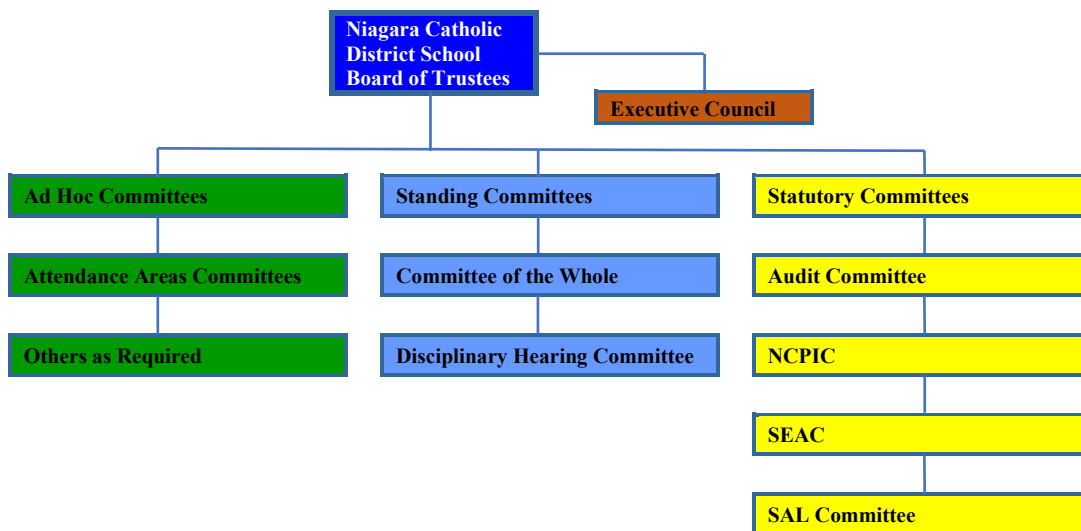 Niagara Catholic
District School
Board of Trustees
Executive Council
Ad Hoc Committees
Standing Committees
Statutory Committees
Attendance Areas Committees
Committee of the Whole
Audit Committee
Others as Required
Disciplinary Hearing Committee
NCPIC
SEAC
SAL Committee